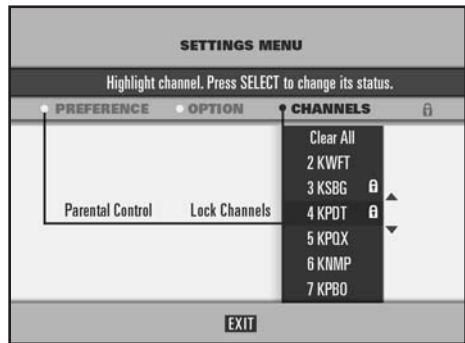 SETTINGS MENU
Highlight channel. Press SELECT to change its status.
PREFERENCE OPTION CHANNELS
Clear All
2 KWFT
3 KSBG
Parental Control Lock Channels 4 KPDT
5 KPQX
6 KNMP
7 KPBO
EXIT